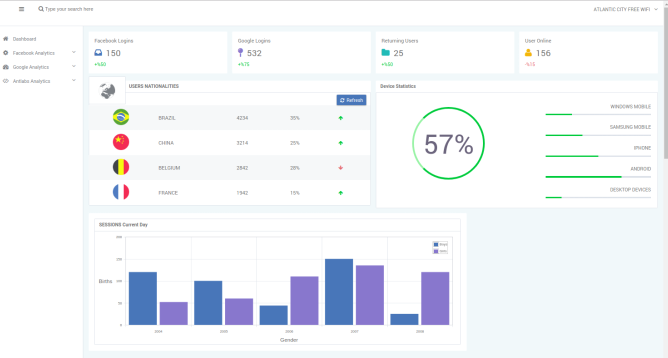 Type your search here
ATLANTIC CITY FREE WIFI
Dashboard
Facebook Analytics
Google Analytics
Antlabs Analytics
Facebook Logins
150
+%50
Google Logins
532
+%75
Returning Users
25
+%50
User Online
156
-%15
USERS NATIONALITIES
Refresh
BRAZIL 4234 35%
CHINA 3214 25%
BELGIUM 2842 28%
FRANCE 1942 15%
Device Statistics
57%
WINDOWS MOBILE
SAMSUNG MOBILE
IPHONE
ANDROID
DESKTOP DEVICES
SESSIONS Current Day
200
150
100
50
0
Births
2004 2005 2006 2007 2008
Gender